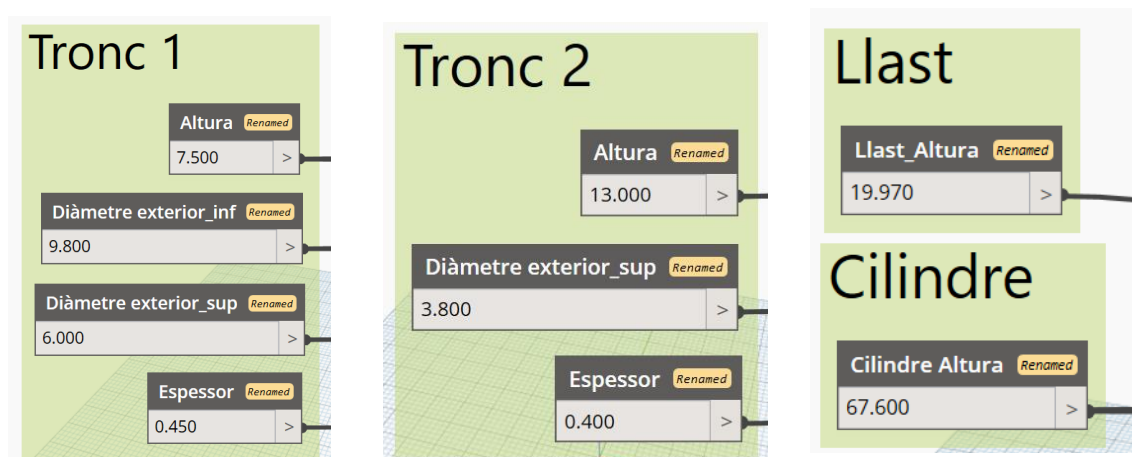 Tronc 1
Altura Renamed
7.500 >
Diàmetre exterior_inf Renamed
9.800 >
Diàmetre exterior_sup Renamed
6.000 >
Espessor Renamed
0.450 >
Tronc 2
Altura Renamed
13.000 >
Diàmetre exterior_sup Renamed
3.800 >
Espessor Renamed
0.400 >
Llast
Llast_Altura Renamed
19.970 >
Cilindre
Cilindre Altura Renamed
67.600 >